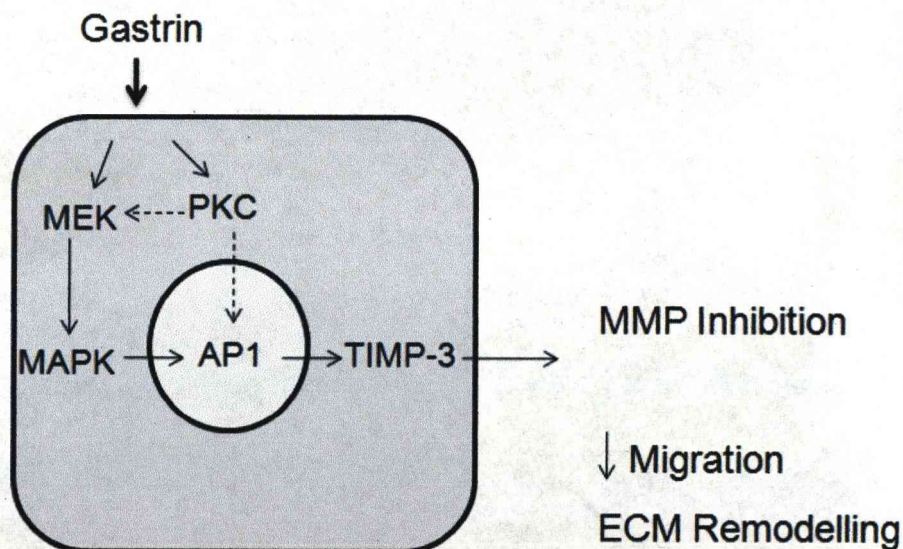 Gastrin
MEK
PKC
MAPK
AP1
TIMP-3
MMP Inhibition
↓ Migration
ECM Remodelling